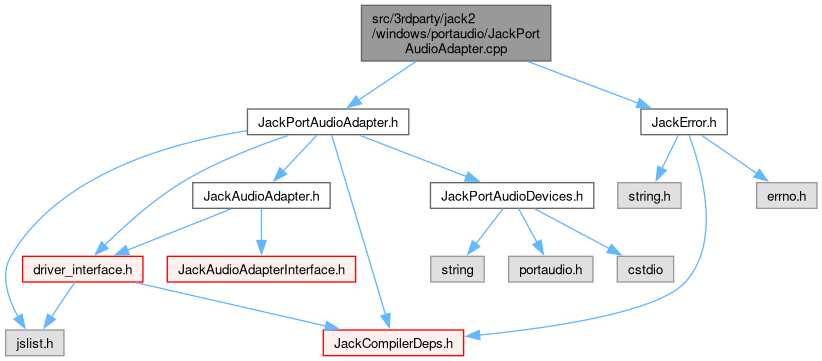 src/3rdparty/jack2
/windows/portaudio/JackPort
AudioAdapter.cpp
JackPortAudioAdapter.h
JackError.h
JackAudioAdapter.h
JackPortAudioDevices.h
string.h
errno.h
driver_interface.h
JackAudioAdapterInterface.h
string
portaudio.h
cstdio
jslist.h
JackCompilerDeps.h